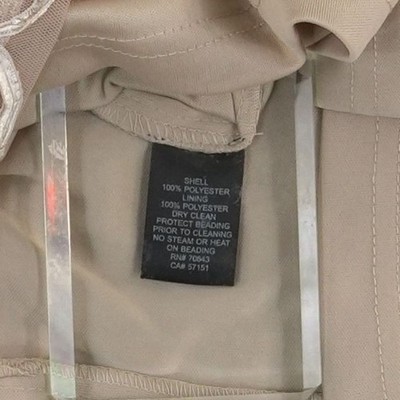 SHELL
100% POLYESTER
LINING
100% POLYESTER
DRY CLEAN
PROTECT BEADING
PRIOR TO CLEANING
NO STEAM OR HEAT
ON BEADING
RN# 70843
CA# 57151